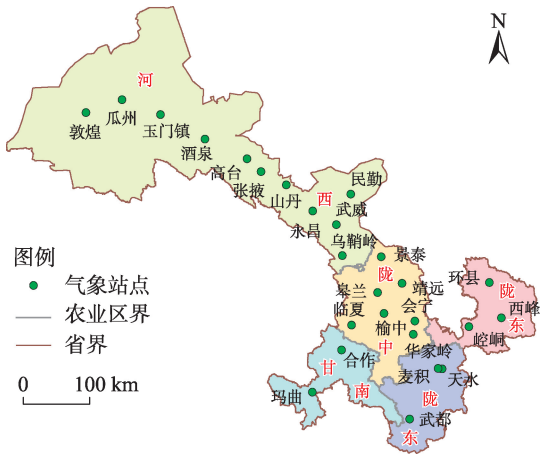 N
河
瓜州
敦煌
玉门镇
酒泉
高台
张掖
山丹
西
民勤
武威
永昌
乌鞘岭
景泰
陇
皋兰
靖远
临夏
会宁
榆中
中
华家岭
环县
陇
西峰
东
崆峒
合作
甘
南
玛曲
麦积
天水
陇
武都
东
图例
气象站点
农业区界
省界
0 100 km